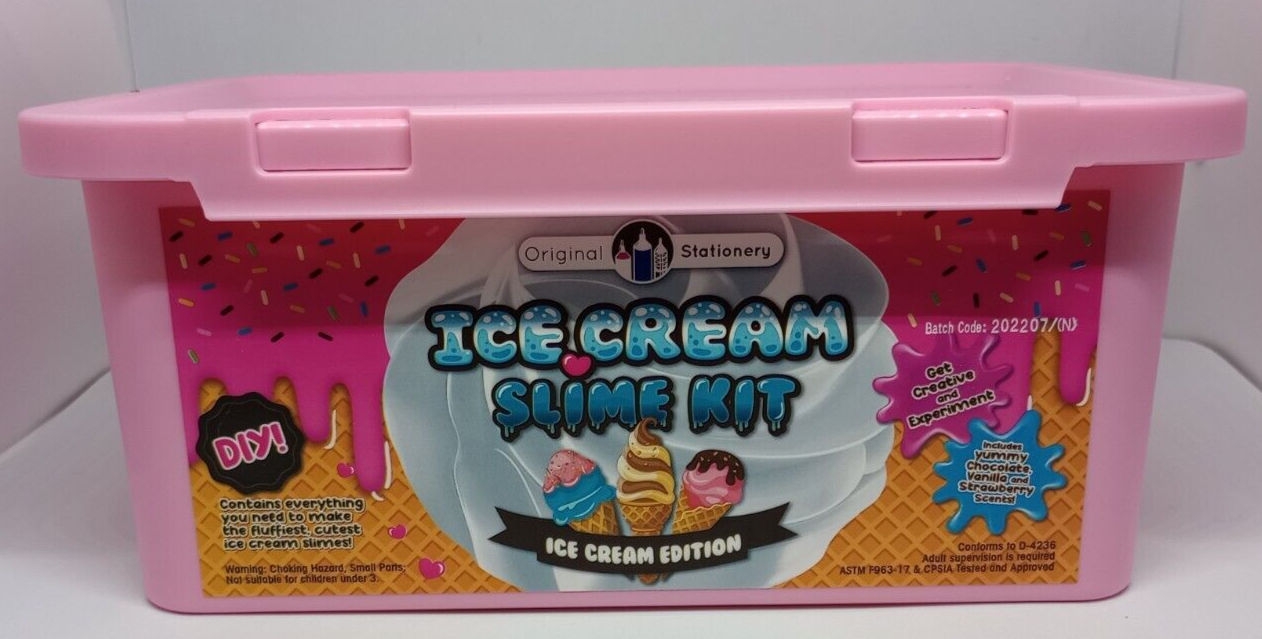 Original Stationery
ICE CREAM
SLIME KIT
ICE CREAM EDITION
DIY!
Contains everything
you need to make
the fluffiest, cutest
ice cream slimes!
Warning: Choking Hazard, Small Parts;
Not suitable for children under 3.
Batch Code: 202207/(N)
Get
Creative
and
Experiment
Includes
yummy
Chocolate,
Vanilla and
Strawberry
Scents!
Conforms to D-4236
Adult supervision is required
ASTM F963-17 & CPSIA Tested and Approved